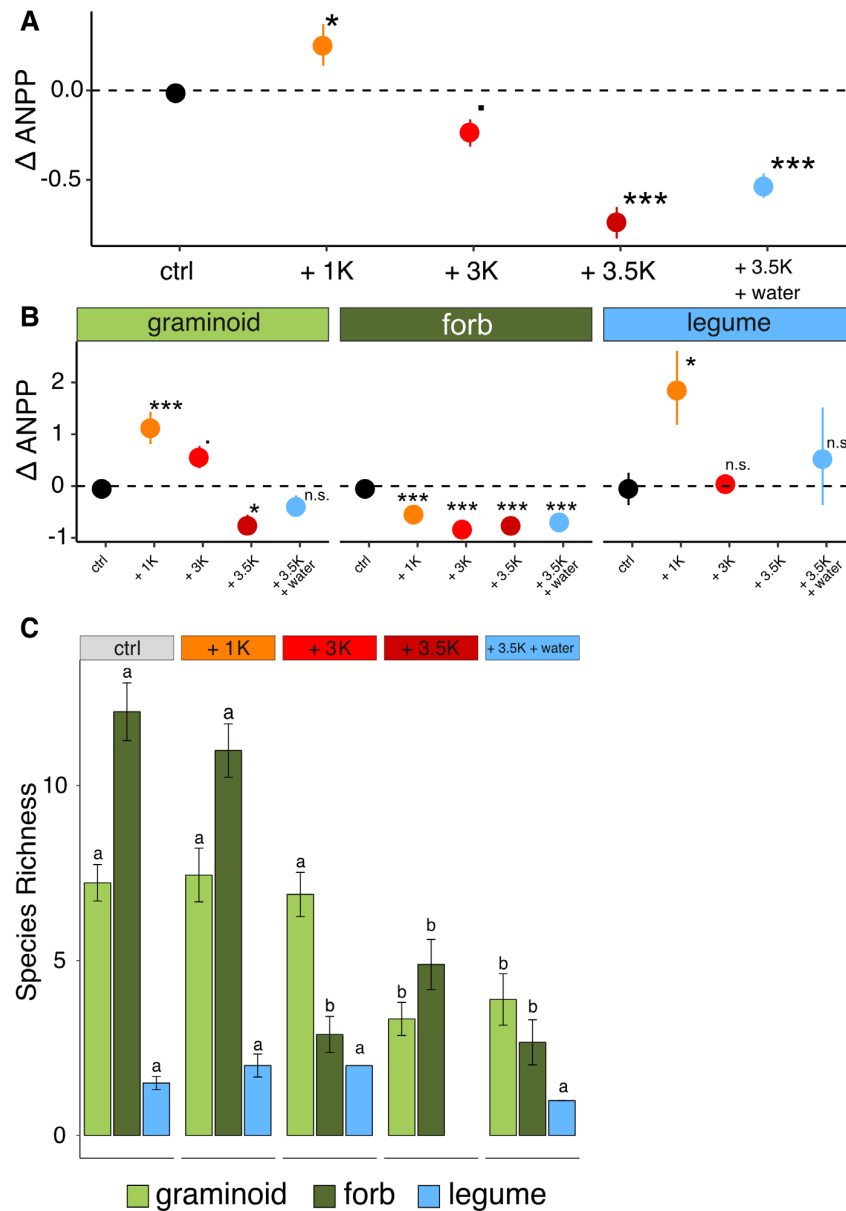 A
Δ ANPP
0.0
-0.5
*
.
***
***
ctrl
+ 1K
+ 3K
+ 3.5K
+ 3.5K
+ water
B
graminoid
forb
legume
Δ ANPP
2
1
0
-1
***
.
*
n.s.
***
***
***
***
*
n.s.
n.s
ctrl
+ 1K
+ 3K
+ 3.5K
+ 3.5K
+ water
ctrl
+ 1K
+ 3K
+ 3.5K
+ 3.5K
+ water
ctrl
+ 1K
+ 3K
+ 3.5K
+ 3.5K
+ water
C
ctrl
+ 1K
+ 3K
+ 3.5K
+ 3.5K + water
Species Richness
10
5
0
a
a
a
a
a
a
a
b
a
b
b
b
b
a
graminoid
forb
legume